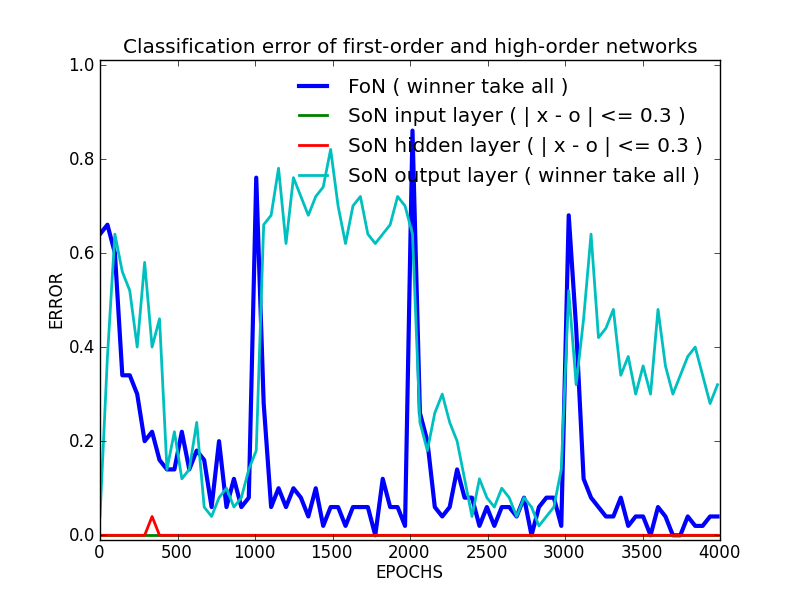 Classification error of first-order and high-order networks
1.0
0.8
0.6
0.4
0.2
0.0
ERROR
FoN ( winner take all )
SoN input layer ( | x - o | <= 0.3 )
SoN hidden layer ( | x - o | <= 0.3 )
SoN output layer ( winner take all )
0 500 1000 1500 2000 2500 3000 3500 4000
EPOCHS